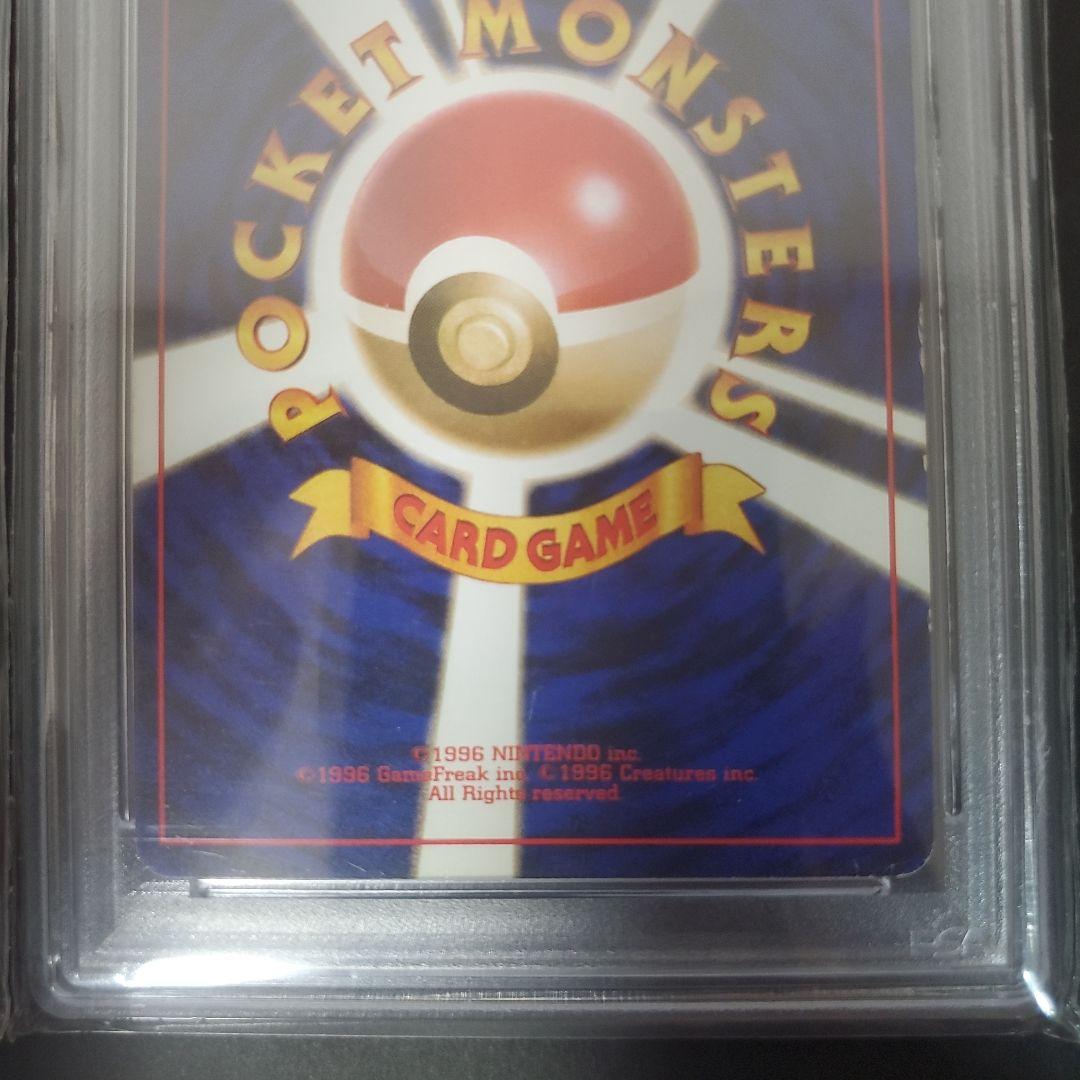 POCKET MONSTERS
CARD GAME
©1996 NINTENDO inc.
©1996 GameFreak inc. ©1996 Creatures inc.
All Rights reserved.